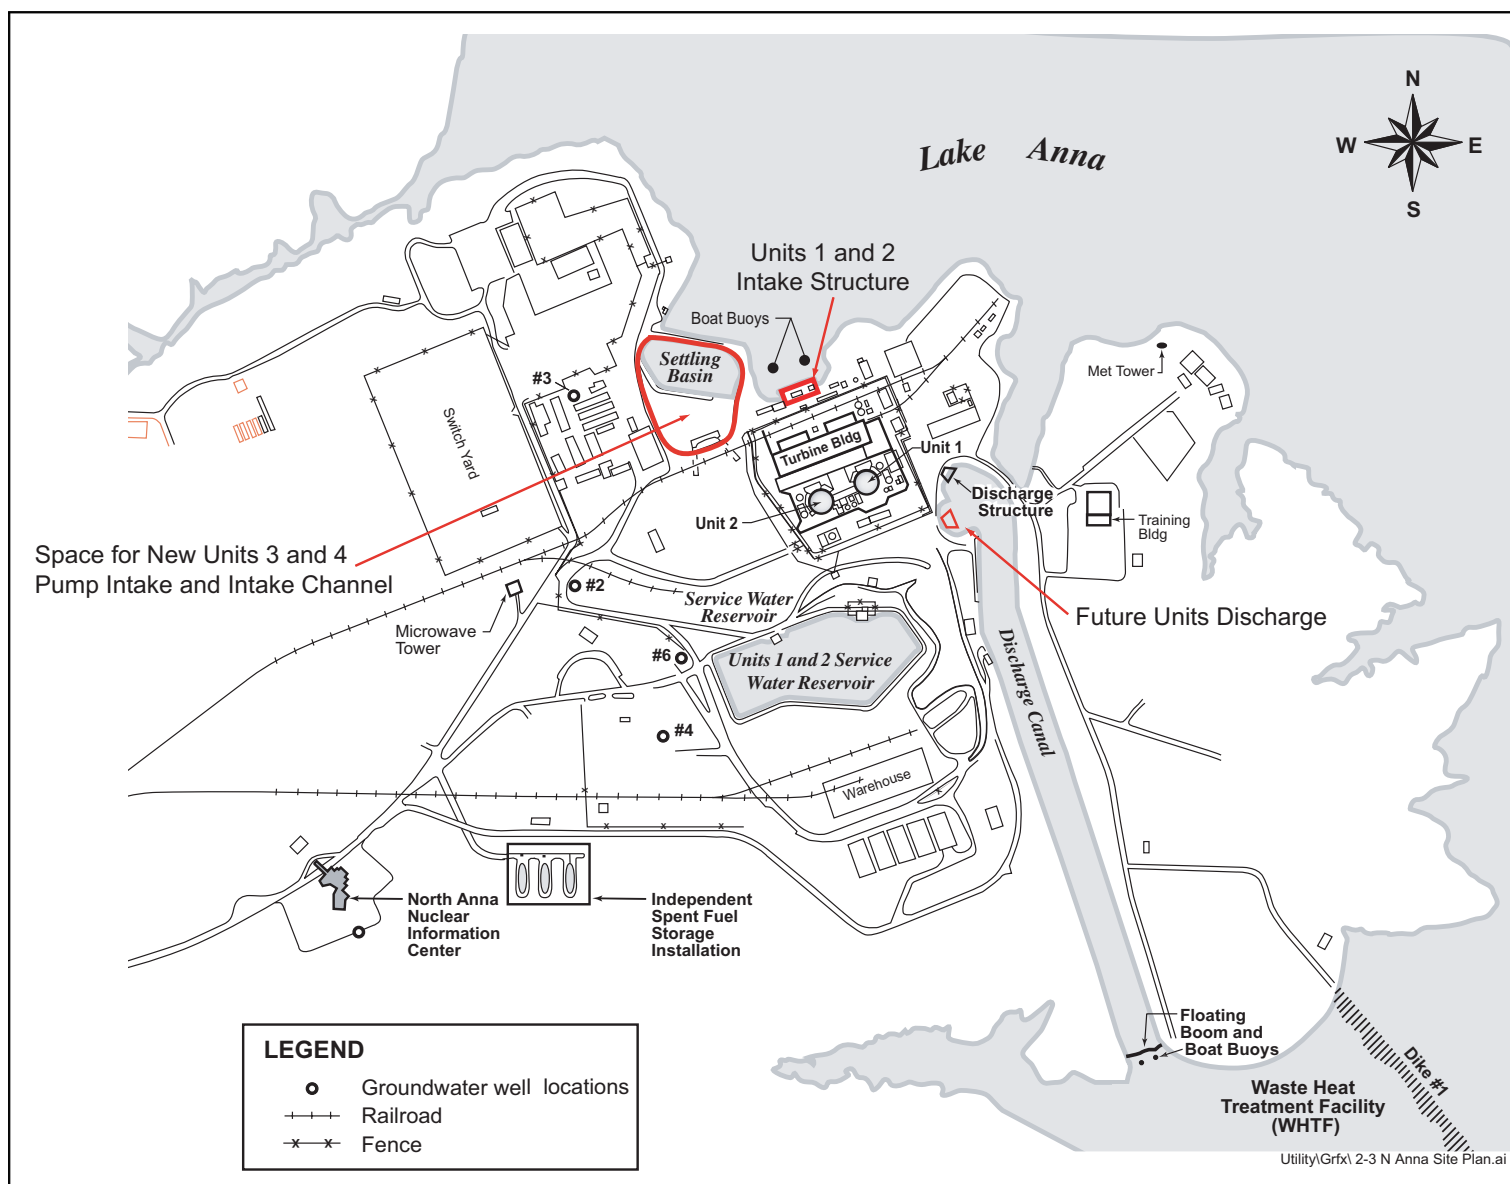 N
W
E
S
Lake Anna
Units 1 and 2
Intake Structure
Boat Buoys
Settling
Basin
Met Tower
#3
Switch Yard
Turbine Bldg
Unit 1
Unit 2
Discharge
Structure
Training
Bldg
Space for New Units 3 and 4
Pump Intake and Intake Channel
#2
Service Water
Reservoir
Future Units Discharge
Microwave
Tower
#6
Units 1 and 2 Service
Water Reservoir
Discharge Canal
#4
Warehouse
North Anna
Nuclear
Information
Center
Independent
Spent Fuel
Storage
Installation
Floating
Boom and
Boat Buoys
Dike #1
Waste Heat
Treatment Facility
(WHTF)
LEGEND
Groundwater well locations
Railroad
Fence
Utility\Grfx\ 2-3 N Anna Site Plan.ai